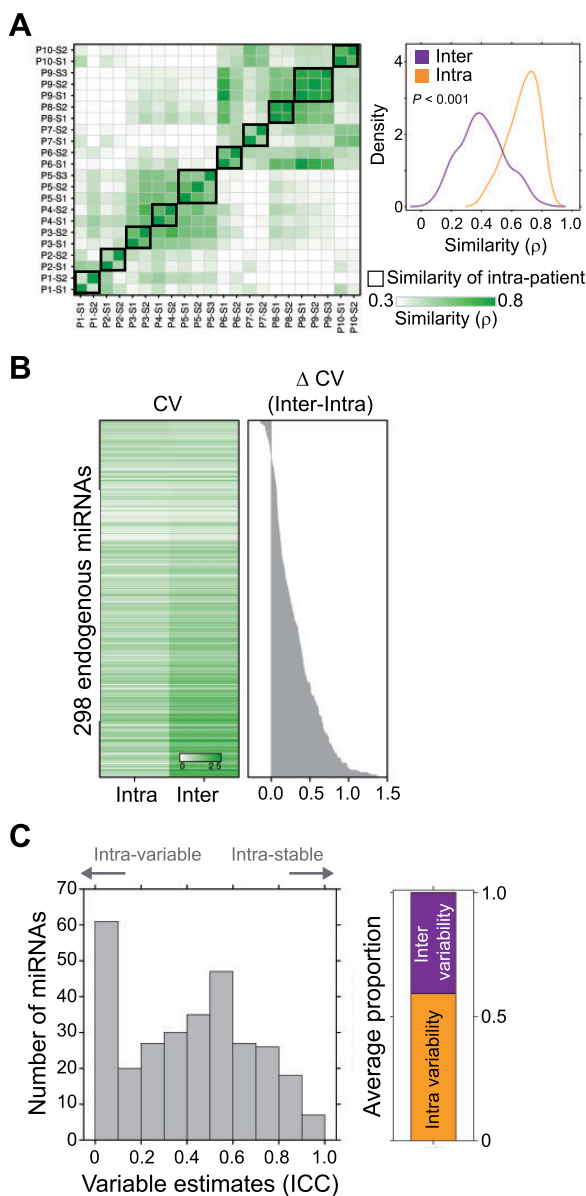 A
P10-S2
P10-S1
P9-S3
P9-S2
P9-S1
P8-S2
P8-S1
P7-S2
P7-S1
P6-S2
P6-S1
P5-S3
P5-S2
P5-S1
P4-S2
P4-S1
P3-S2
P3-S1
P2-S2
P2-S1
P1-S2
P1-S1
P1-S1
P1-S2
P2-S1
P2-S2
P3-S1
P3-S2
P4-S1
P4-S2
P5-S1
P5-S2
P5-S3
P6-S1
P6-S2
P7-S1
P7-S2
P8-S1
P8-S2
P9-S1
P9-S2
P9-S3
P10-S1
P10-S2
Inter
Intra
P < 0.001
Density
4
2
0
0 0.2 0.4 0.6 0.8 1.0
Similarity (ρ)
Similarity of intra-patient
0.3 0.8
Similarity (ρ)
B
CV
Δ CV
(Inter-Intra)
298 endogenous miRNAs
0 2.5
Intra Inter
0.0 0.5 1.0 1.5
C
Intra-variable Intra-stable
Number of miRNAs
70
60
50
40
30
20
10
0
0 0.2 0.4 0.6 0.8 1.0
Variable estimates (ICC)
Average proportion
Inter
variability
Intra variability
1.0
0.5
0